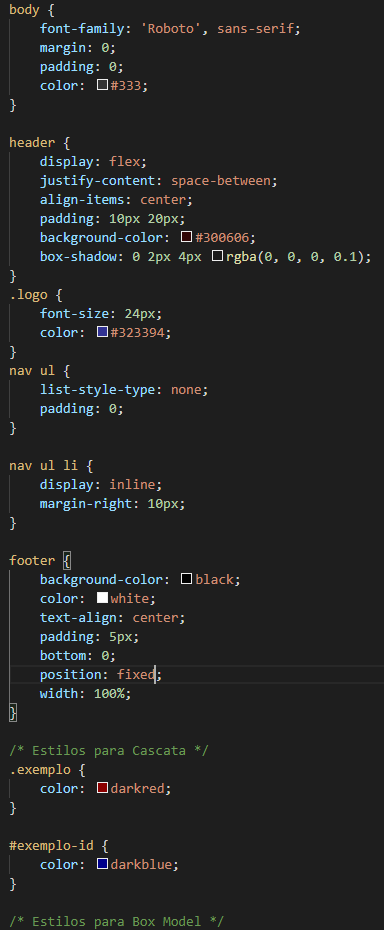 body {
    font-family: 'Roboto', sans-serif;
    margin: 0;
    padding: 0;
    color: #333;
}

header {
    display: flex;
    justify-content: space-between;
    align-items: center;
    padding: 10px 20px;
    background-color: #300606;
    box-shadow: 0 2px 4px rgba(0, 0, 0, 0.1);
}
.logo {
    font-size: 24px;
    color: #323394;
}
nav ul {
    list-style-type: none;
    padding: 0;
}

nav ul li {
    display: inline;
    margin-right: 10px;
}

footer {
    background-color: black;
    color: white;
    text-align: center;
    padding: 5px;
    bottom: 0;
    position: fixed;
    width: 100%;
}

/* Estilos para Cascata */
.exemplo {
    color: darkred;
}

#exemplo-id {
    color: darkblue;
}

/* Estilos para Box Model */